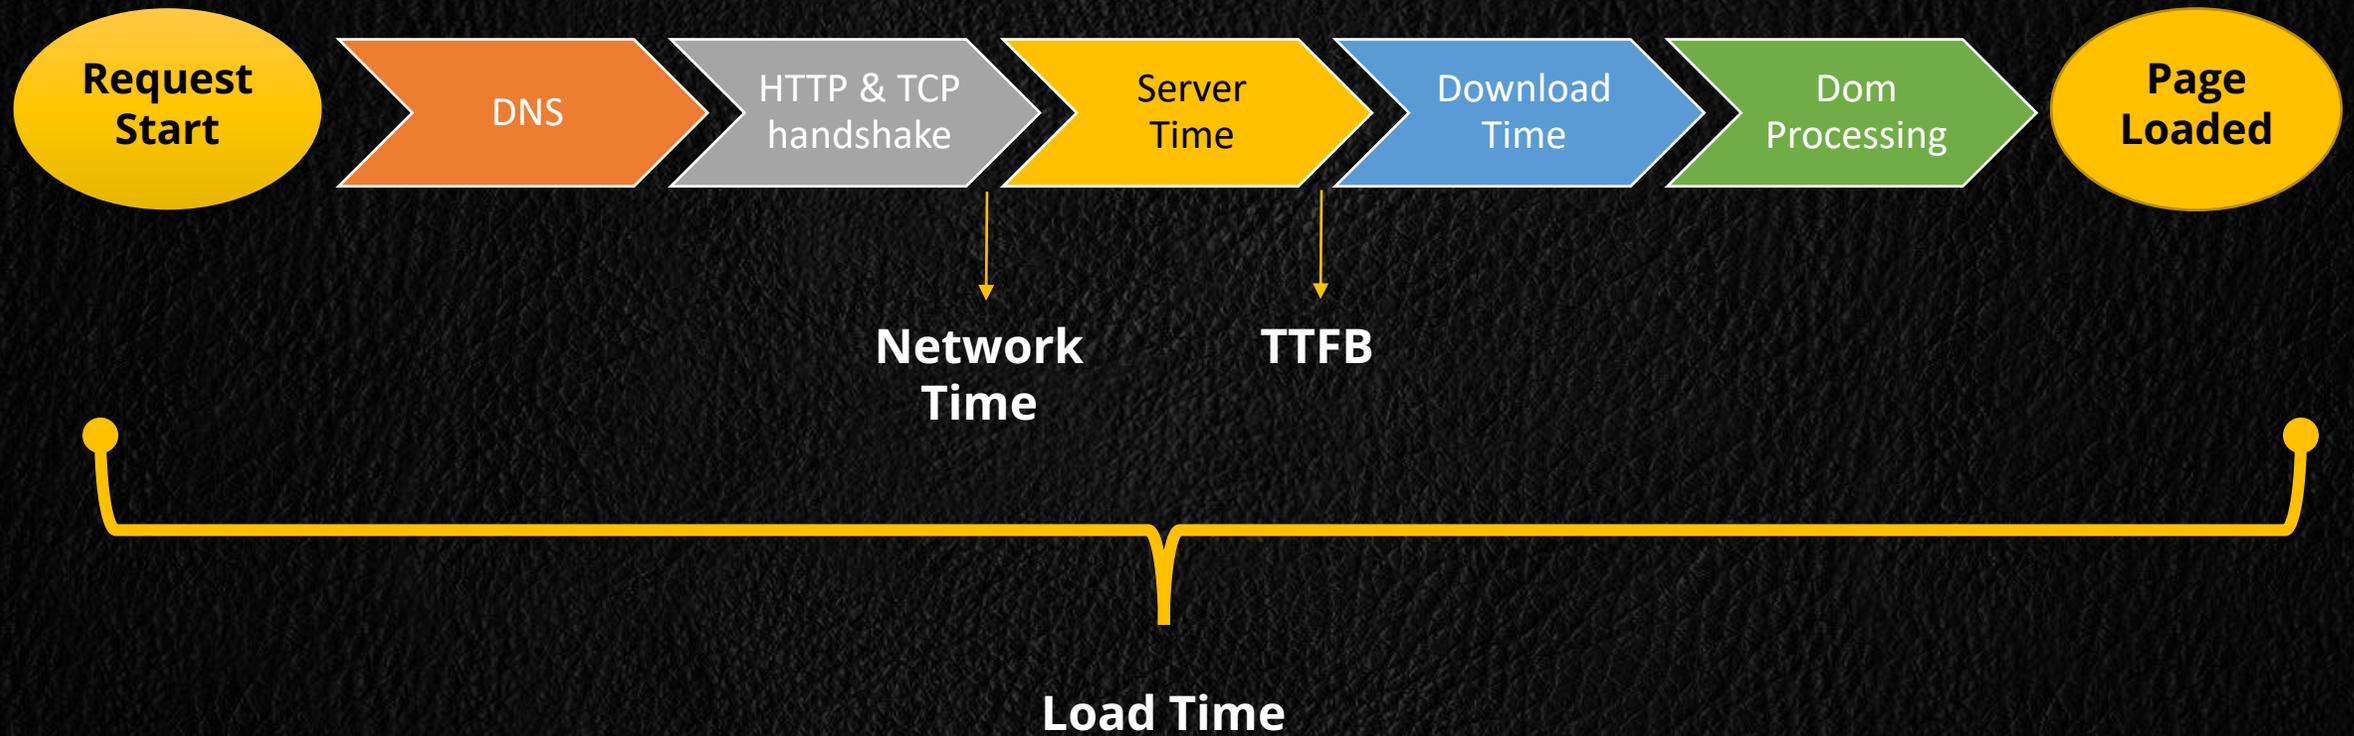 Request
Start
DNS
HTTP & TCP
handshake
Server
Time
Download
Time
Dom
Processing
Page
Loaded
Network
Time
TTFB
Load Time